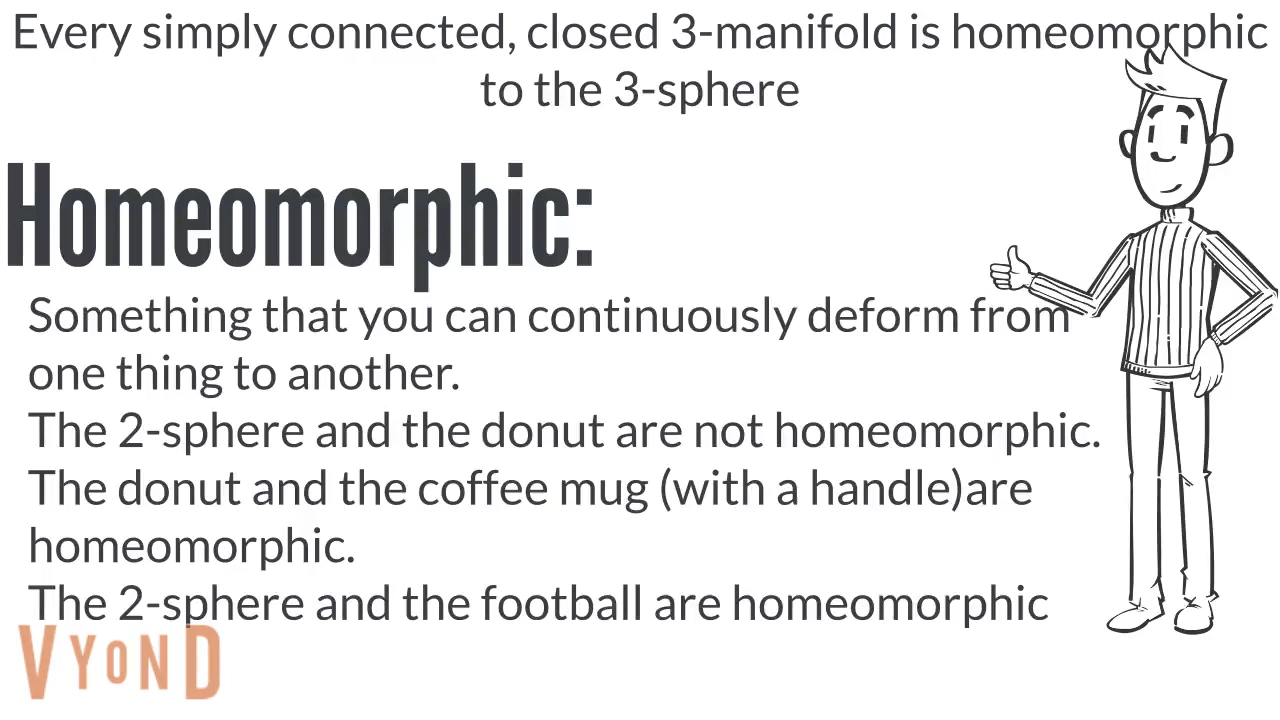 Every simply connected, closed 3-manifold is homeomorphic
to the 3-sphere
Homeomorphic:
Something that you can continuously deform from
one thing to another.
The 2-sphere and the donut are not homeomorphic.
The donut and the coffee mug (with a handle)are
homeomorphic.
The 2-sphere and the football are homeomorphic
VYOND